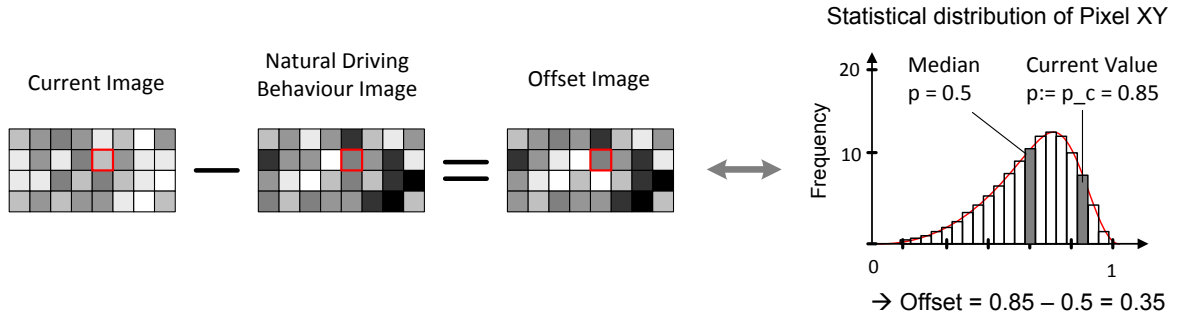 Statistical distribution of Pixel XY
Current Image
Natural Driving
Behaviour Image
Offset Image
Median
p = 0.5
Current Value
p:= p_c = 0.85
Frequency
20
10
0
1
→ Offset = 0.85 – 0.5 = 0.35